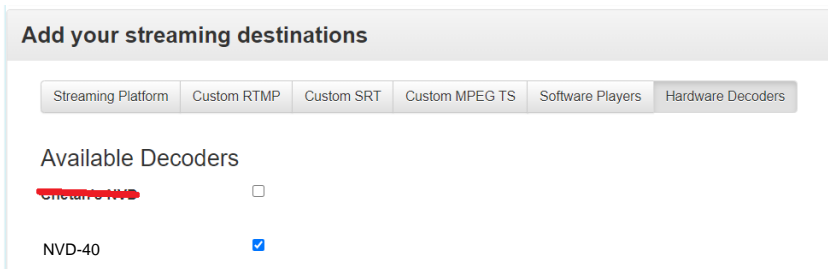 Add your streaming destinations
Streaming Platform Custom RTMP Custom SRT Custom MPEG TS Software Players Hardware Decoders
Available Decoders
NVD-40